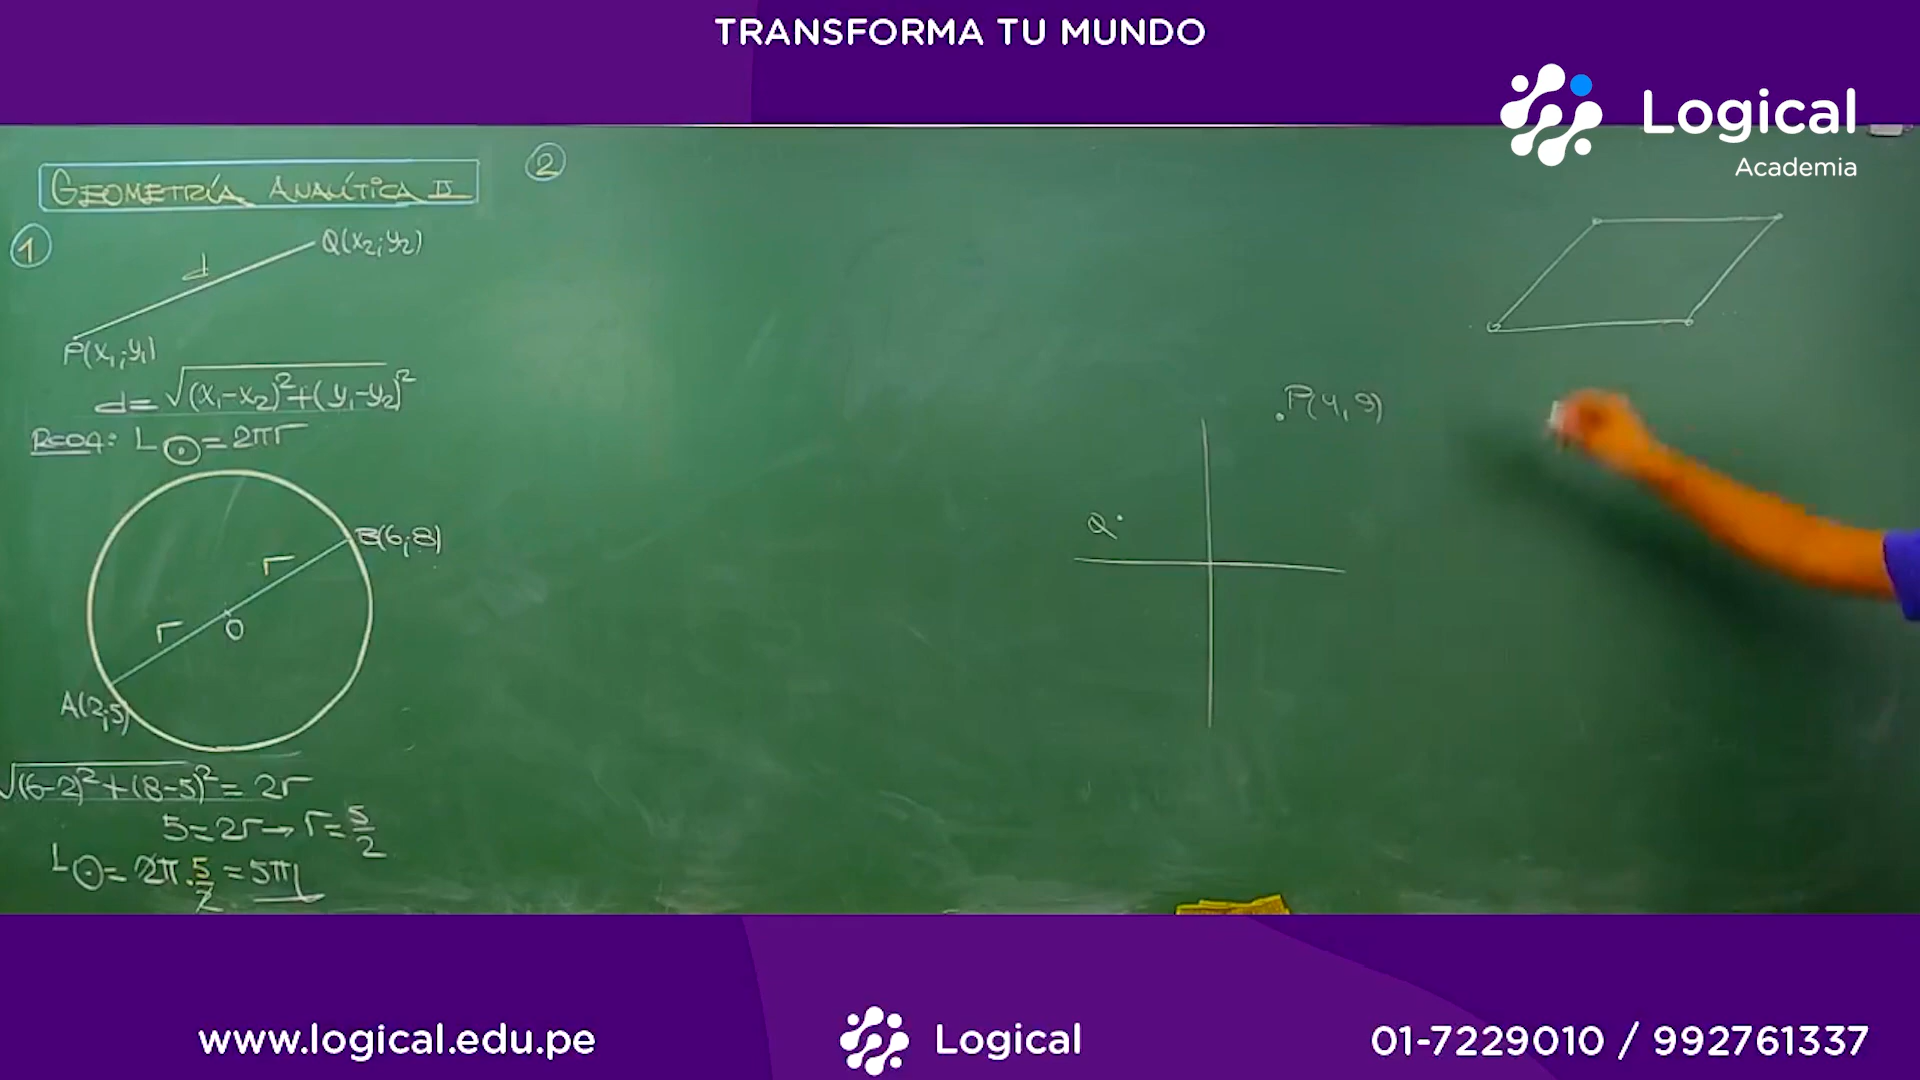 TRANSFORMA TU MUNDO
Logical
Academia
GEOMETRÍA ANALÍTICA II
1
Q(x₂; y₂)
d
P(x₁; y₁)
d = √(x₁-x₂)²+(y₁-y₂)²
L⊙ = 2πr
B(6; 8)
r
r
O
A(2; 5)
√(6-2)²+(8-5)² = 2r
5 = 2r → r = 5/2
L⊙ = 2π . 5/2 = 5π
2
P(4, 9)
Q
www.logical.edu.pe
Logical
01-7229010 / 992761337